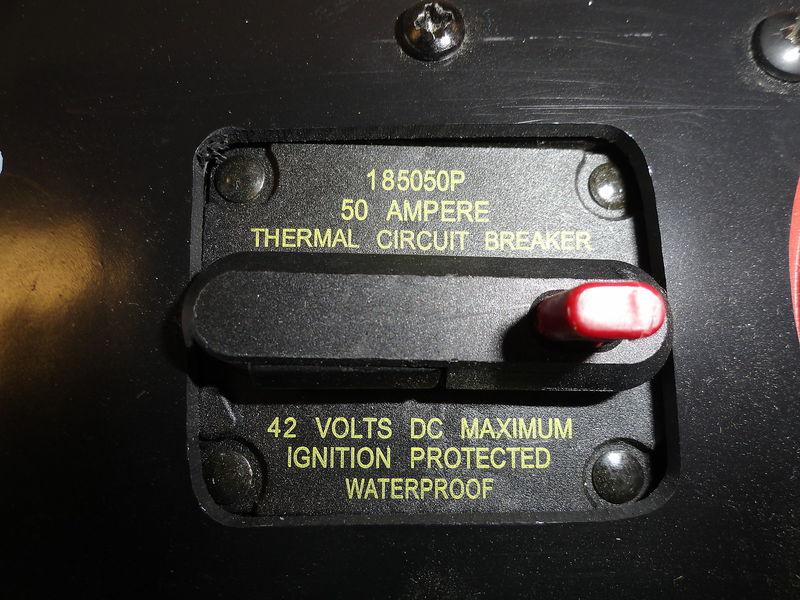 185050P
50 AMPERE
THERMAL CIRCUIT BREAKER
42 VOLTS DC MAXIMUM
IGNITION PROTECTED
WATERPROOF